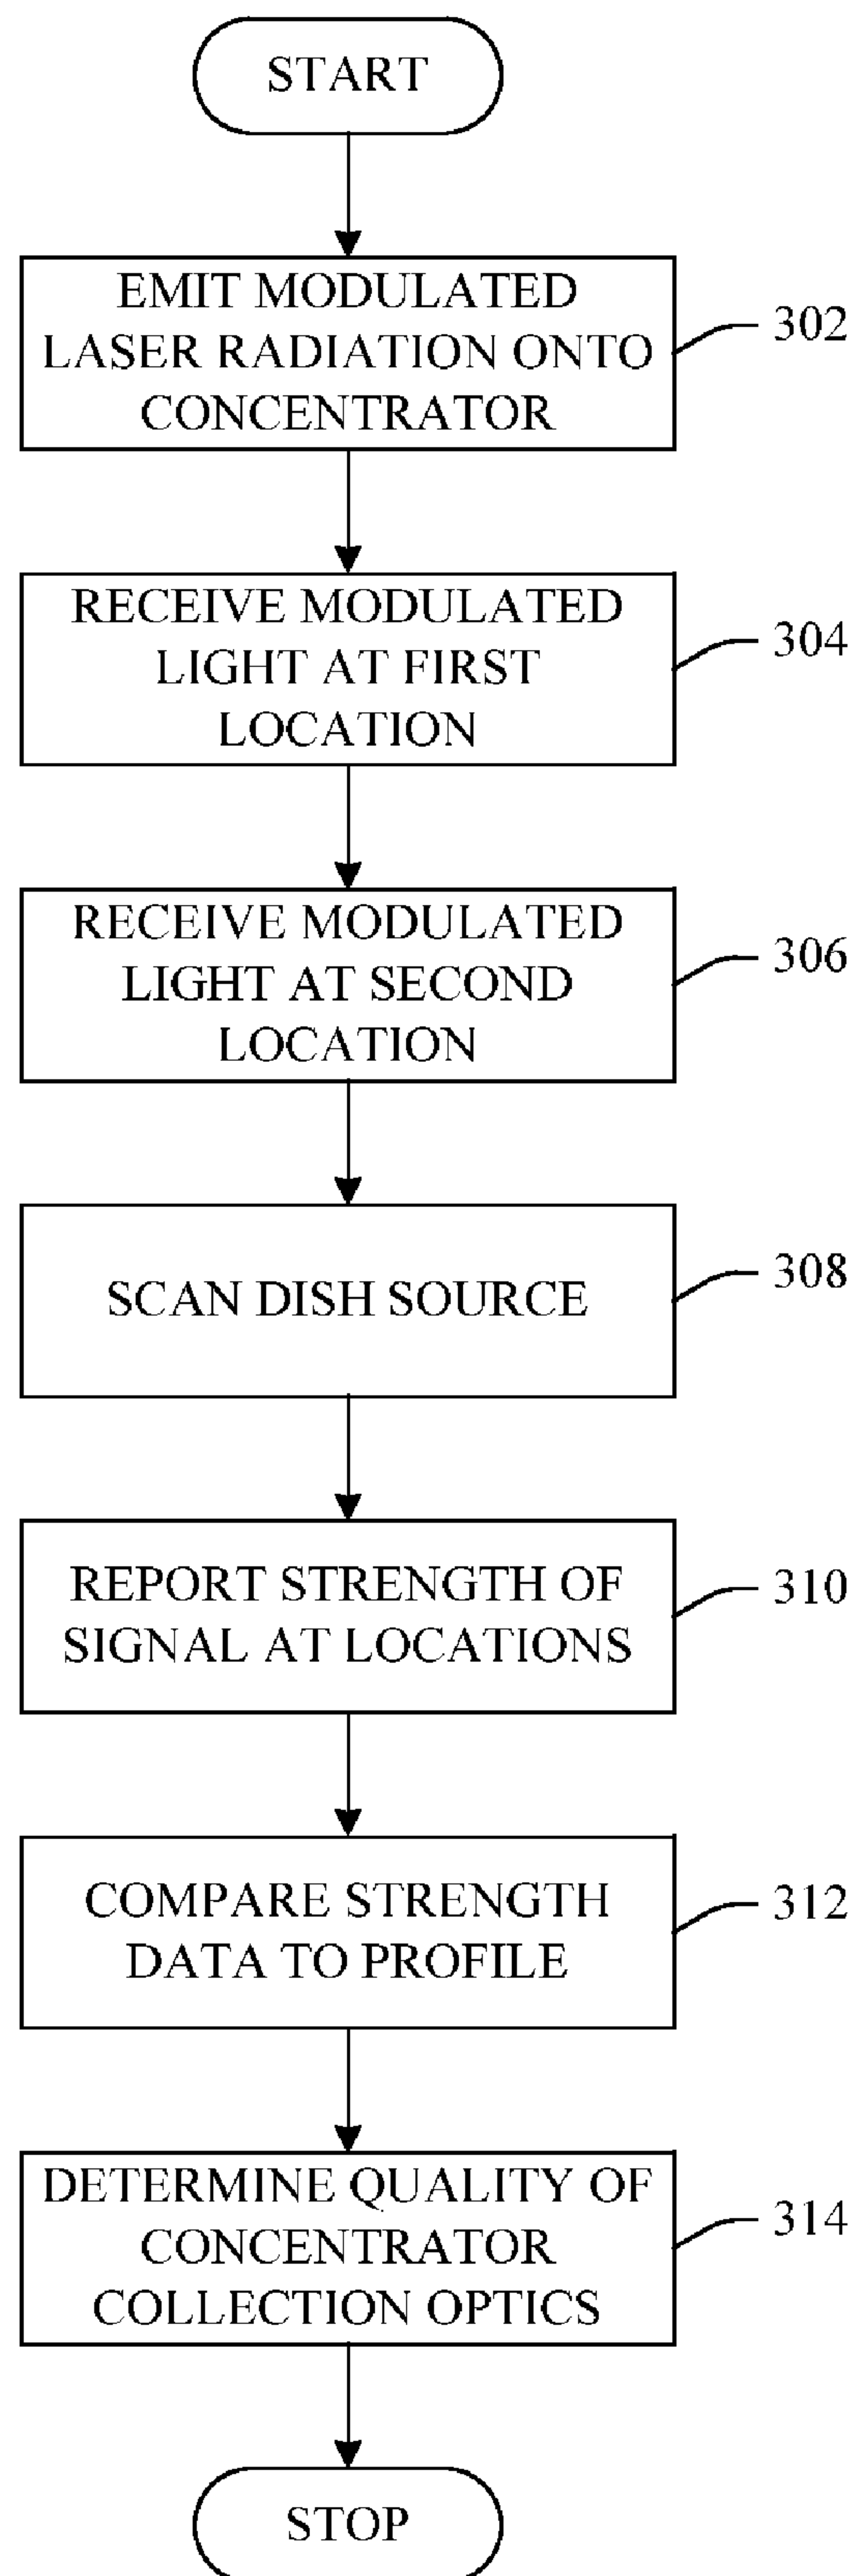 START
EMIT MODULATED
LASER RADIATION ONTO
CONCENTRATOR
302
RECEIVE MODULATED
LIGHT AT FIRST
LOCATION
304
RECEIVE MODULATED
LIGHT AT SECOND
LOCATION
306
SCAN DISH SOURCE
308
REPORT STRENGTH OF
SIGNAL AT LOCATIONS
310
COMPARE STRENGTH
DATA TO PROFILE
312
DETERMINE QUALITY OF
CONCENTRATOR
COLLECTION OPTICS
314
STOP